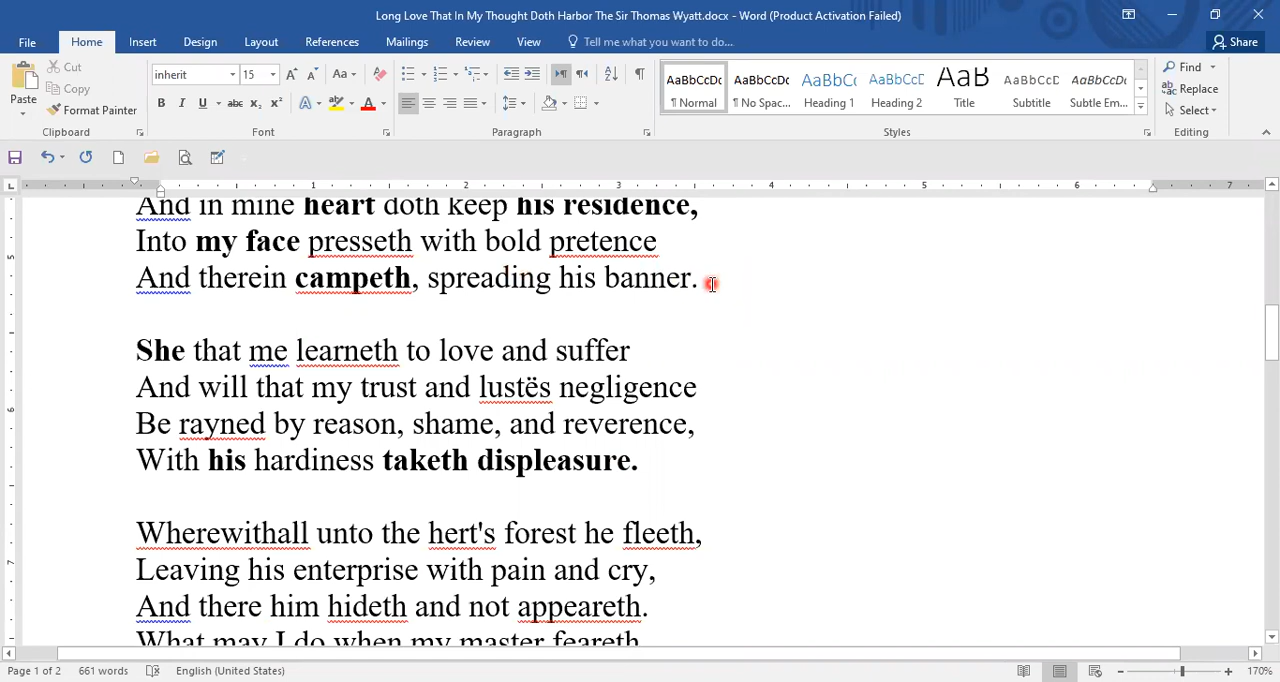 Long Love That In My Thought Doth Harbor The Sir Thomas Wyatt.docx - Word (Product Activation Failed)
File Home Insert Design Layout References Mailings Review View Tell me what you want to do... Share
Paste Cut Copy Format Painter
inherit 15
Clipboard Font Paragraph Styles Editing
AaBbCcDc AaBbCcDc AaBbCc AaBbCcD AaB AaBbCcD AaBbCcDc
¶ Normal ¶ No Spac... Heading 1 Heading 2 Title Subtitle Subtle Em...
Find Replace Select
1 2 3 4 5 6 7
And in mine heart doth keep his residence,
Into my face presseth with bold pretence
And therein campeth, spreading his banner.
She that me learneth to love and suffer
And will that my trust and lustës negligence
Be rayned by reason, shame, and reverence,
With his hardiness taketh displeasure.
Wherewithall unto the hert's forest he fleeth,
Leaving his enterprise with pain and cry,
And there him hideth and not appeareth.
What may I do when my master feareth
Page 1 of 2 661 words English (United States) 170%